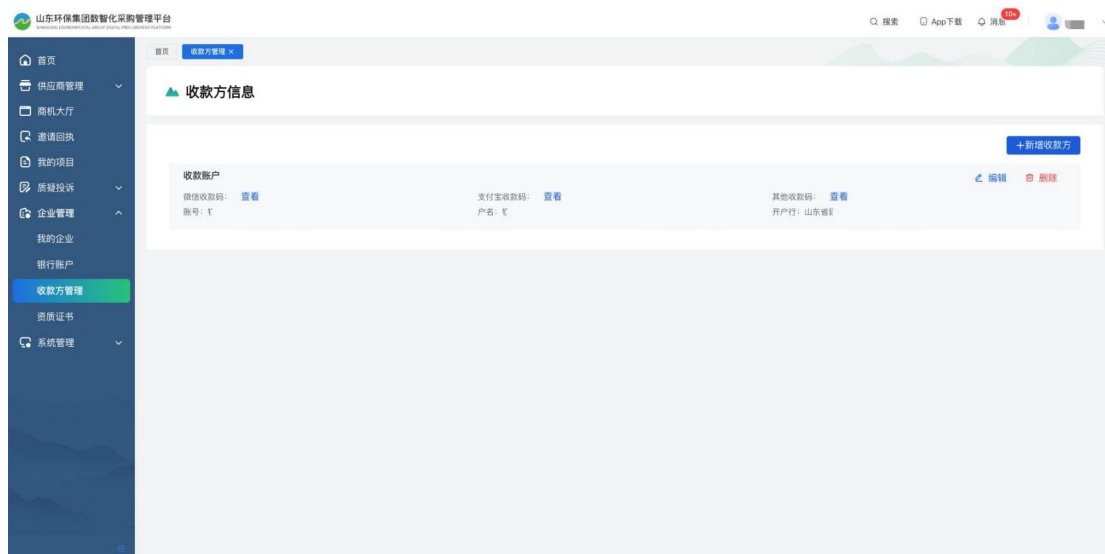 山东环保集团数智化采购管理平台
SHANDONG ENVIRONMENTAL GROUP DIGITAL PROCUREMENT PLATFORM
搜索 App下载 消息 10+
首页 收款方管理 ×
首页
供应商管理
商机大厅
邀请回执
我的项目
质疑投诉
企业管理
我的企业
银行账户
收款方管理
资质证书
系统管理
收款方信息
+新增收款方
收款账户 编辑 删除
微信收款码: 查看 支付宝收款码: 查看 其他收款码: 查看
账号: 户名: 开户行: 山东省